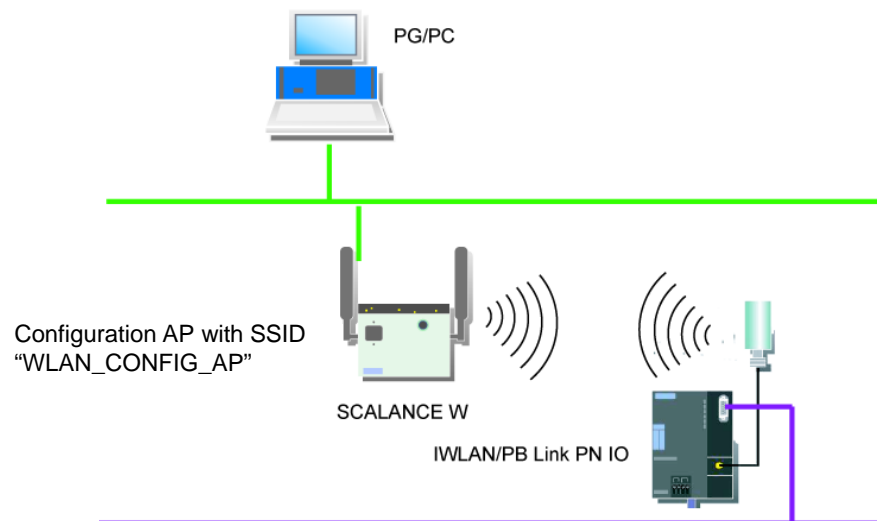 PG/PC
Configuration AP with SSID
“WLAN_CONFIG_AP”
SCALANCE W
IWLAN/PB Link PN IO